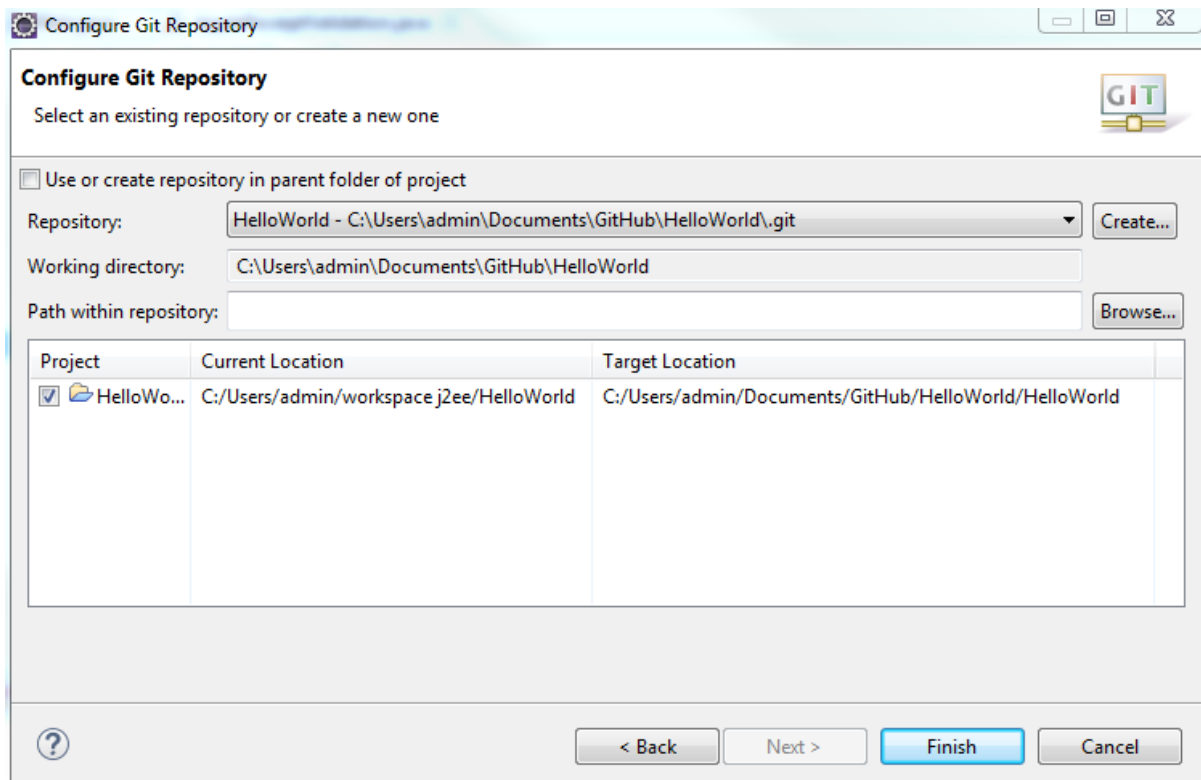 Configure Git Repository
Configure Git Repository
Select an existing repository or create a new one
GIT
Use or create repository in parent folder of project
Repository: HelloWorld - C:\Users\admin\Documents\GitHub\HelloWorld\.git Create...
Working directory: C:\Users\admin\Documents\GitHub\HelloWorld
Path within repository: Browse...
Project Current Location Target Location
HelloWo... C:/Users/admin/workspace j2ee/HelloWorld C:/Users/admin/Documents/GitHub/HelloWorld/HelloWorld
? < Back Next > Finish Cancel